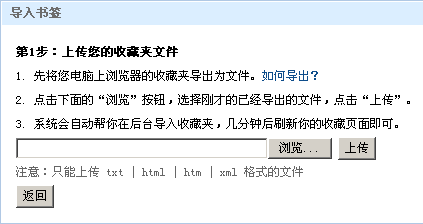 导入书签
第1步：上传您的收藏夹文件
1. 先将您电脑上浏览器的收藏夹导出为文件。如何导出？
2. 点击下面的“浏览”按钮，选择刚才的已经导出的文件，点击“上传”。
3. 系统会自动帮你在后台导入收藏夹，几分钟后刷新你的收藏页面即可。
浏览... 上传
注意：只能上传 txt | html | htm | xml 格式的文件
返回